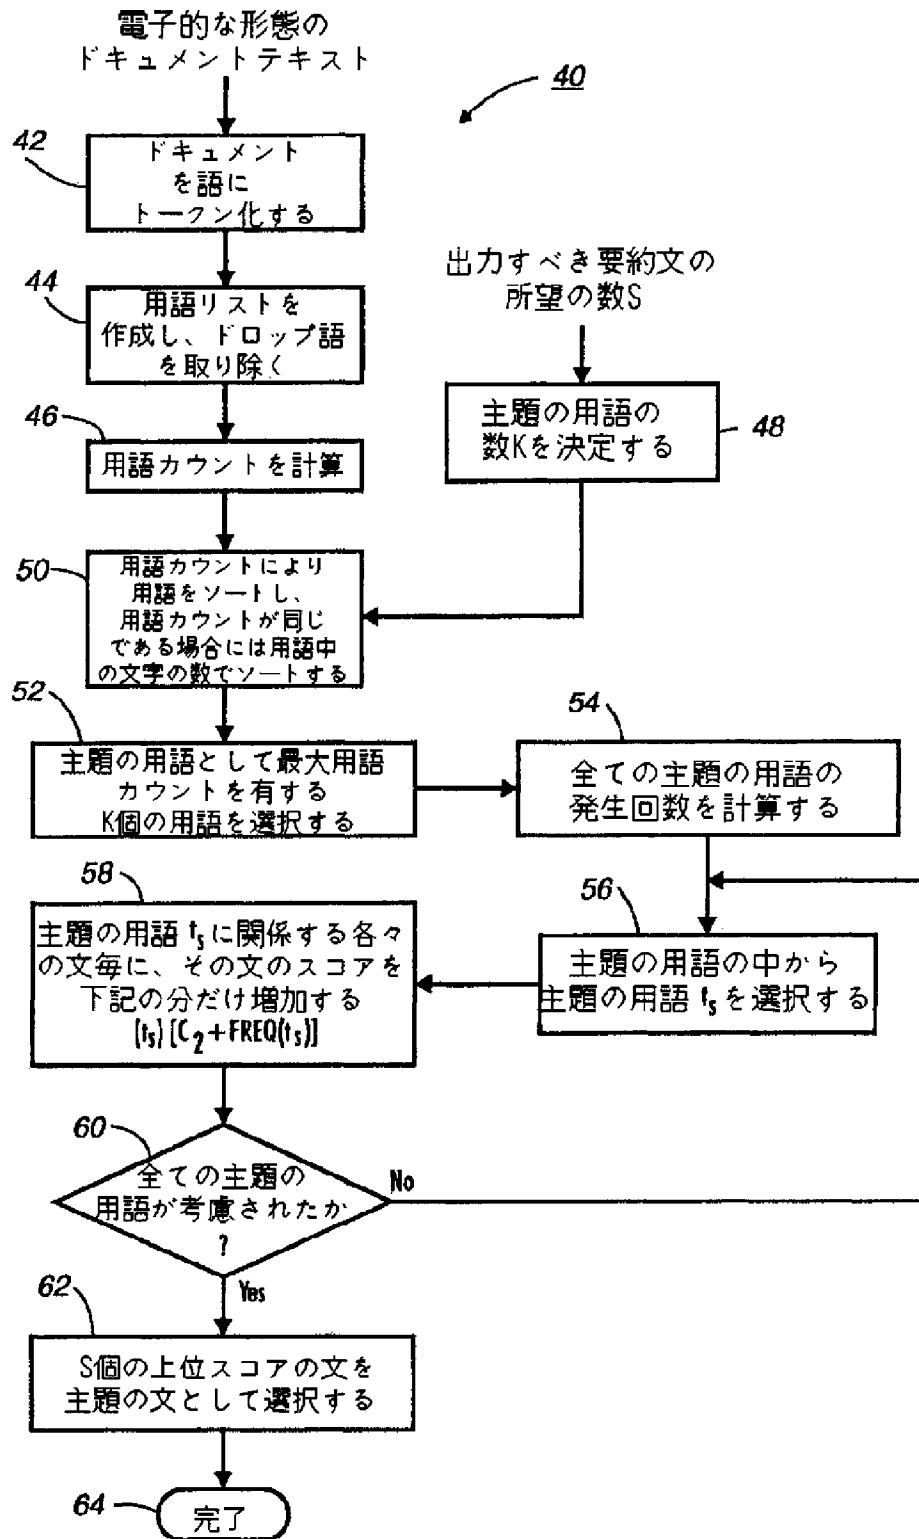 電子的な形態の
ドキュメントテキスト
40
42
ドキュメント
を語に
トークン化する
44
用語リストを
作成し、ドロップ語
を取り除く
出力すべき要約文の
所望の数S
46
用語カウントを計算
主題の用語の
数Kを決定する
48
50
用語カウントにより
用語をソートし、
用語カウントが同じ
である場合には用語中
の文字の数でソートする
52
主題の用語として最大用語
カウントを有する
K個の用語を選択する
54
全ての主題の用語の
発生回数を計算する
56
主題の用語の中から
主題の用語 tsを選択する
58
主題の用語 tsに関係する各々
の文毎に、その文のスコアを
下記の分だけ増加する
(ts)[C2+FREQ(ts)]
60
全ての主題の
用語が考慮されたか
?
No
Yes
62
S個の上位スコアの文を
主題の文として選択する
64
完了